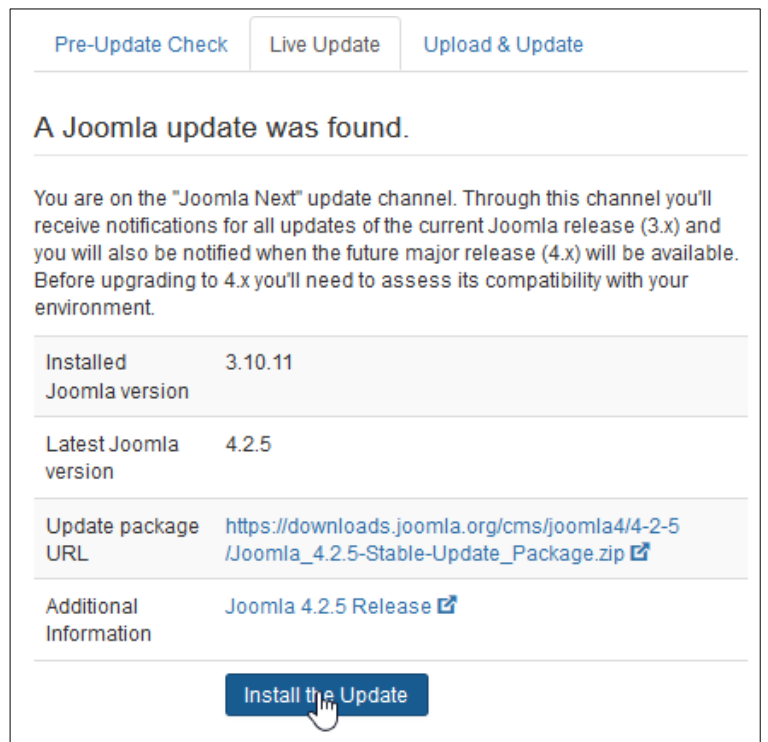 Pre-Update Check Live Update Upload & Update
A Joomla update was found.
You are on the "Joomla Next" update channel. Through this channel you'll
receive notifications for all updates of the current Joomla release (3.x) and
you will also be notified when the future major release (4.x) will be available.
Before upgrading to 4.x you'll need to assess its compatibility with your
environment.
Installed 3.10.11
Joomla version
Latest Joomla 4.2.5
version
Update package https://downloads.joomla.org/cms/joomla4/4-2-5
URL /Joomla_4.2.5-Stable-Update_Package.zip
Additional Joomla 4.2.5 Release
Information
Install the Update